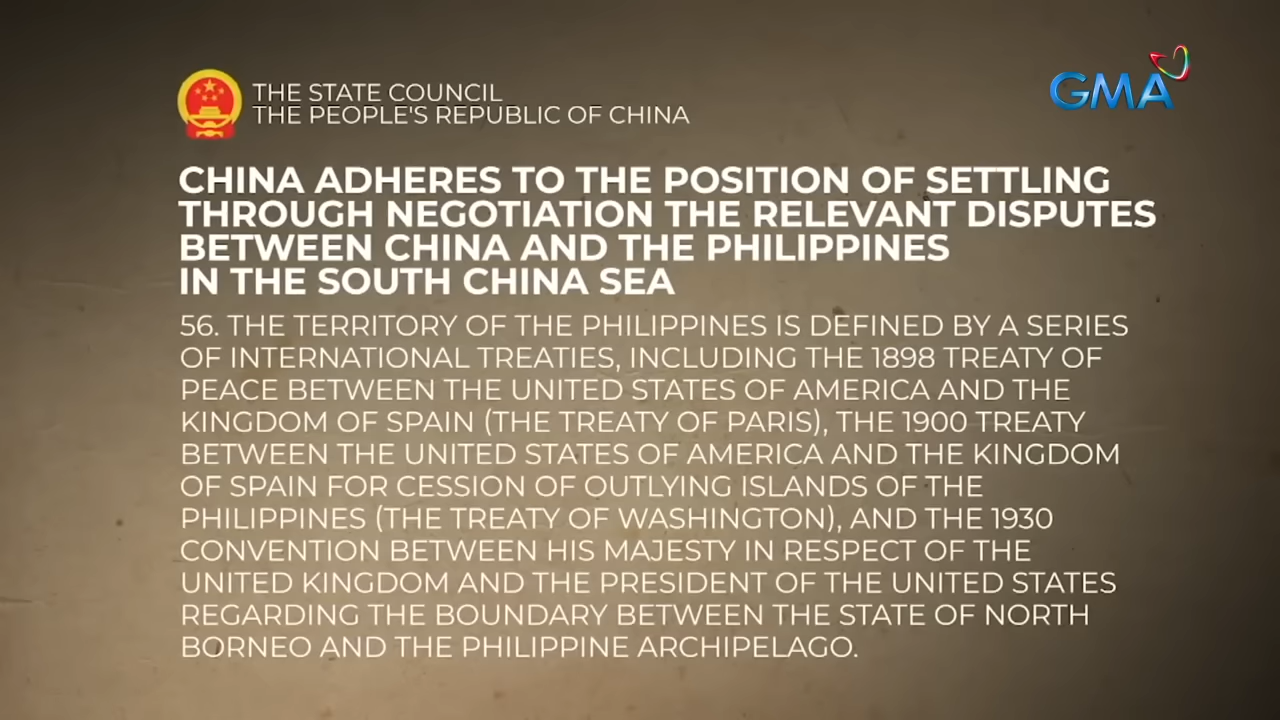 THE STATE COUNCIL
THE PEOPLE'S REPUBLIC OF CHINA
GMA
CHINA ADHERES TO THE POSITION OF SETTLING
THROUGH NEGOTIATION THE RELEVANT DISPUTES
BETWEEN CHINA AND THE PHILIPPINES
IN THE SOUTH CHINA SEA
56. THE TERRITORY OF THE PHILIPPINES IS DEFINED BY A SERIES
OF INTERNATIONAL TREATIES, INCLUDING THE 1898 TREATY OF
PEACE BETWEEN THE UNITED STATES OF AMERICA AND THE
KINGDOM OF SPAIN (THE TREATY OF PARIS), THE 1900 TREATY
BETWEEN THE UNITED STATES OF AMERICA AND THE KINGDOM
OF SPAIN FOR CESSION OF OUTLYING ISLANDS OF THE
PHILIPPINES (THE TREATY OF WASHINGTON), AND THE 1930
CONVENTION BETWEEN HIS MAJESTY IN RESPECT OF THE
UNITED KINGDOM AND THE PRESIDENT OF THE UNITED STATES
REGARDING THE BOUNDARY BETWEEN THE STATE OF NORTH
BORNEO AND THE PHILIPPINE ARCHIPELAGO.